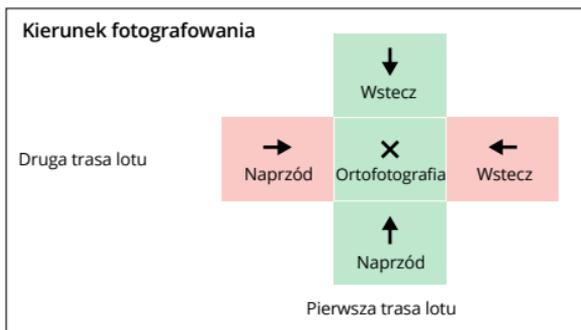 Kierunek fotografowania
Wstecz
Druga trasa lotu
Naprzód
Ortofotografia
Wstecz
Naprzód
Pierwsza trasa lotu